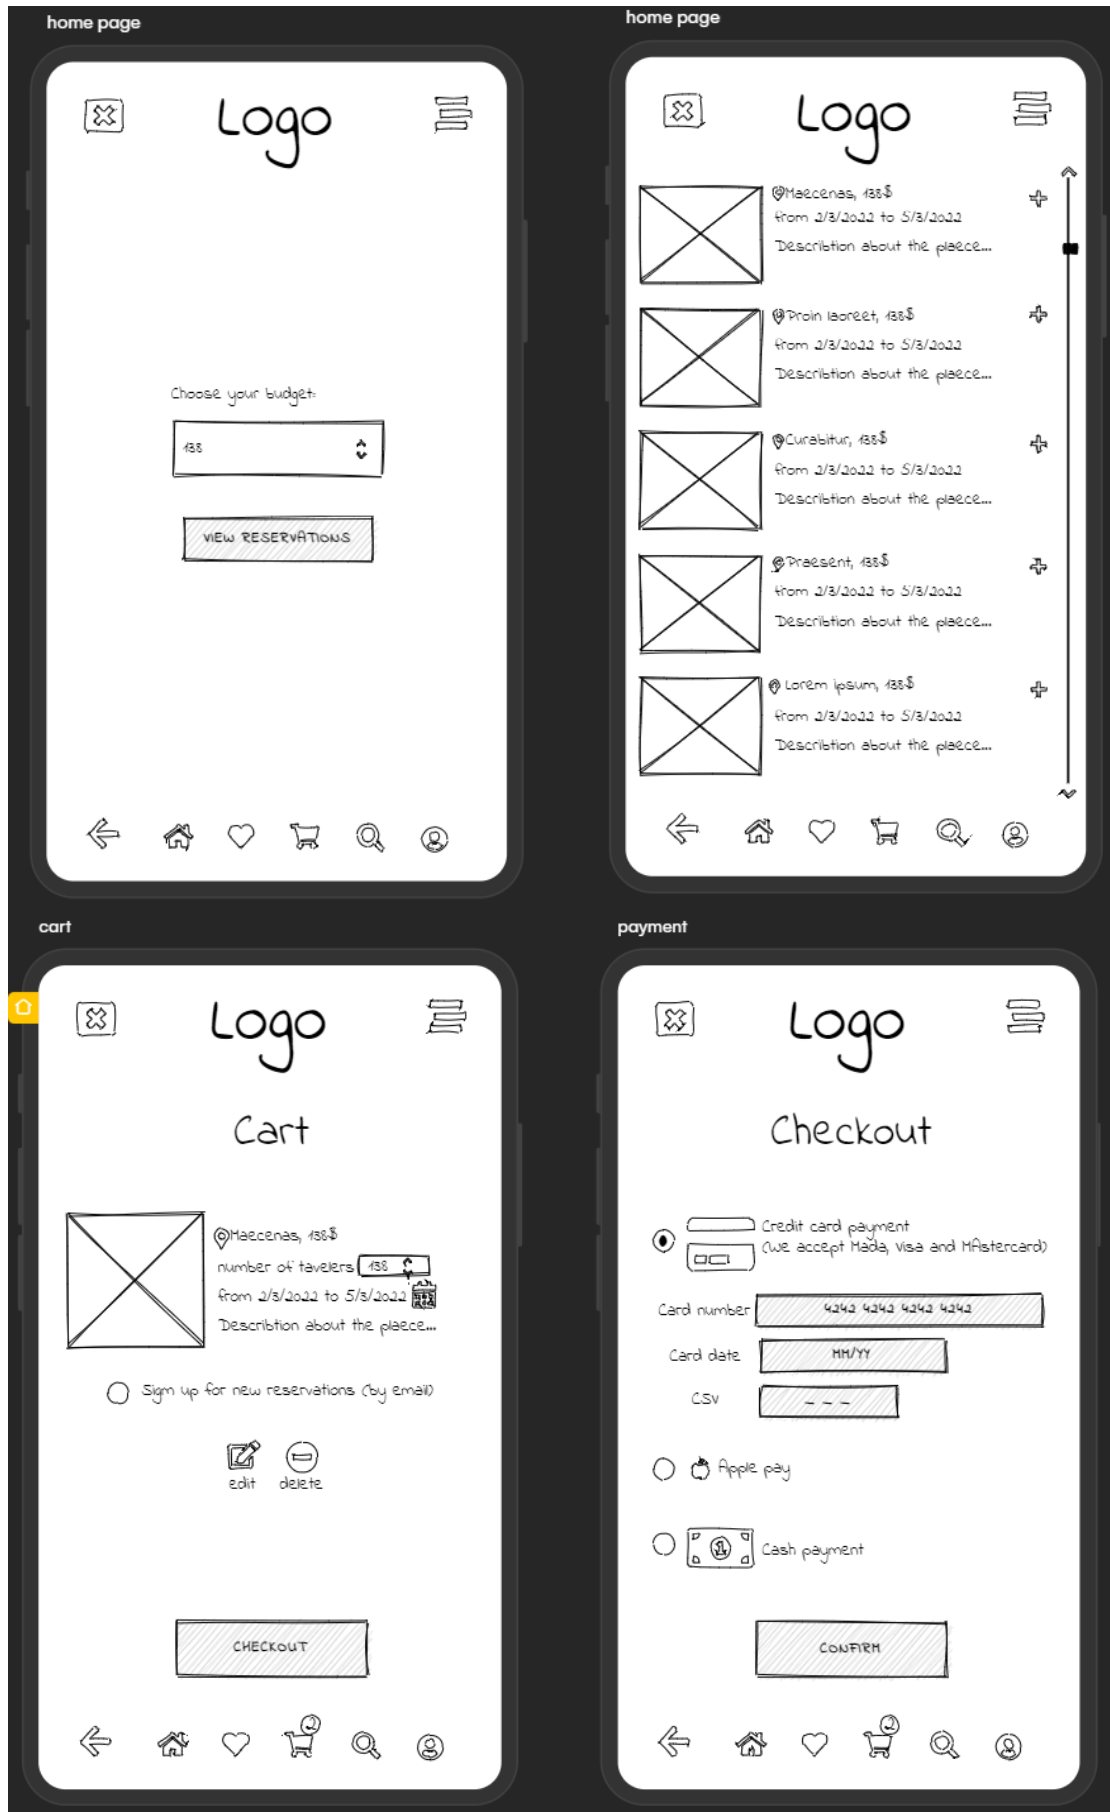 home page
Logo
Choose your budget:
138
VIEW RESERVATIONS
home page
Logo
Maecenas, 138$
from 2/3/2022 to 5/3/2022
Describtion about the plaece...
Proin laoreet, 138$
from 2/3/2022 to 5/3/2022
Describtion about the plaece...
Curabitur, 138$
from 2/3/2022 to 5/3/2022
Describtion about the plaece...
Praesent, 138$
from 2/3/2022 to 5/3/2022
Describtion about the plaece...
Lorem ipsum, 138$
from 2/3/2022 to 5/3/2022
Describtion about the plaece...
cart
Logo
Cart
Maecenas, 138$
number of tavelers 138
from 2/3/2022 to 5/3/2022
Describtion about the plaece...
Sigm up for new reservations (by email)
edit delete
CHECKOUT
2
payment
Logo
Checkout
Credit card payment
(We accept Mada, visa and MAstercard)
Card number 4242 4242 4242 4242
Card date MM/YY
CSV - - -
Apple pay
1 Cash payment
CONFIRM
2